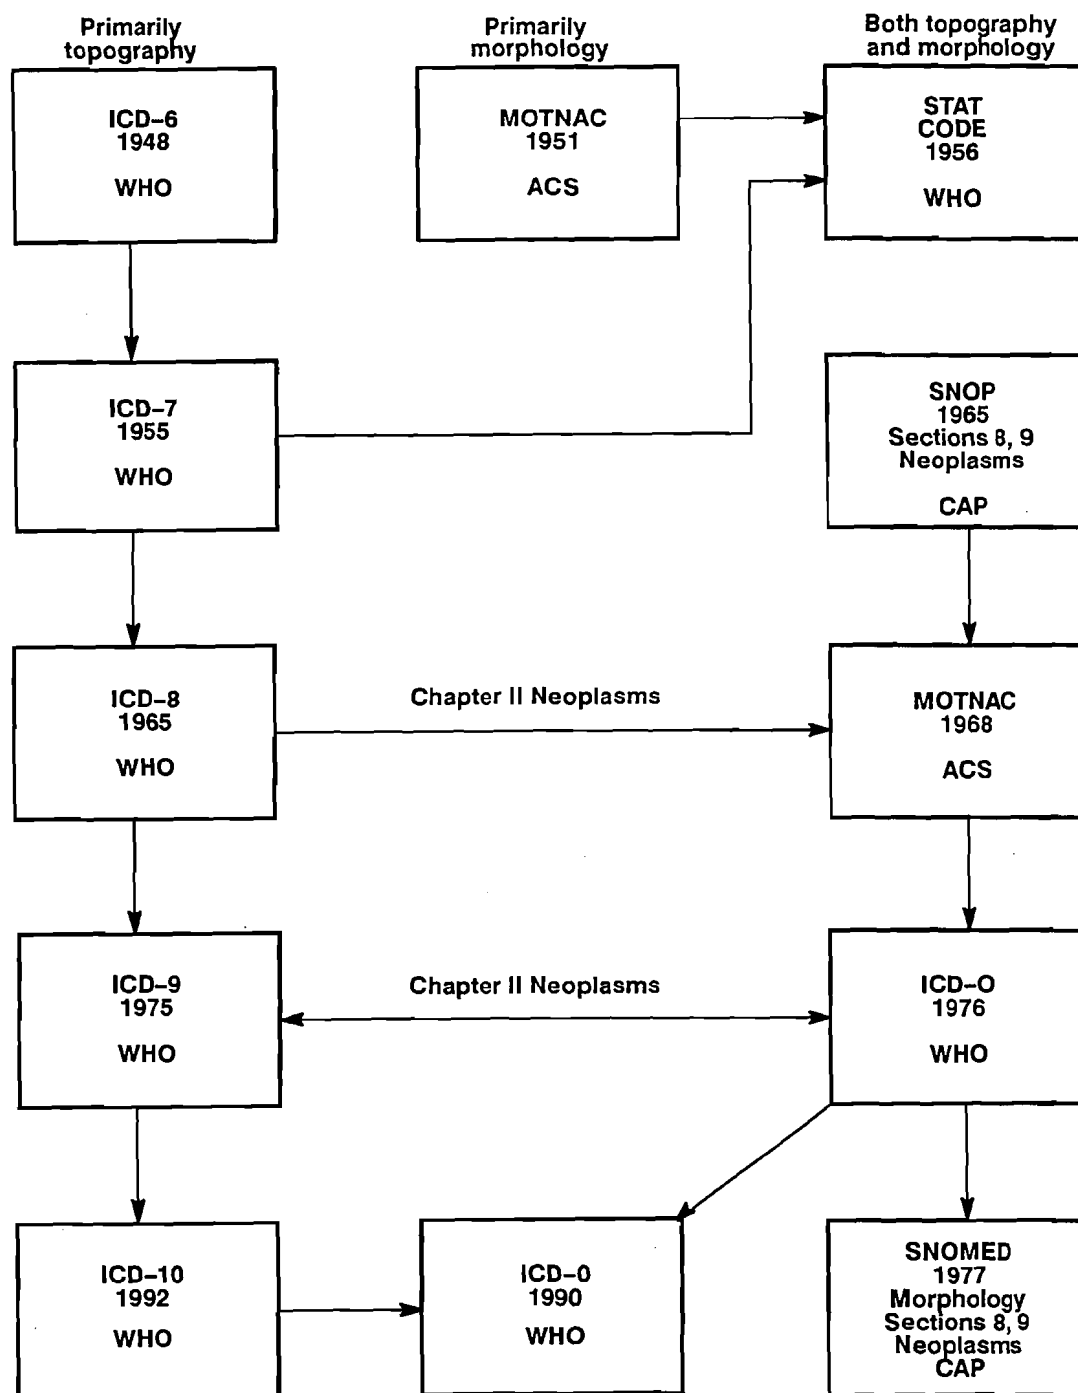 Primarily
topography
Primarily
morphology
Both topography
and morphology
ICD–6
1948
WHO
MOTNAC
1951
ACS
STAT
CODE
1956
WHO
ICD–7
1955
WHO
SNOP
1965
Sections 8, 9
Neoplasms
CAP
ICD–8
1965
WHO
Chapter II Neoplasms
MOTNAC
1968
ACS
ICD–9
1975
WHO
Chapter II Neoplasms
ICD–O
1976
WHO
ICD–10
1992
WHO
ICD–0
1990
WHO
SNOMED
1977
Morphology
Sections 8, 9
Neoplasms
CAP